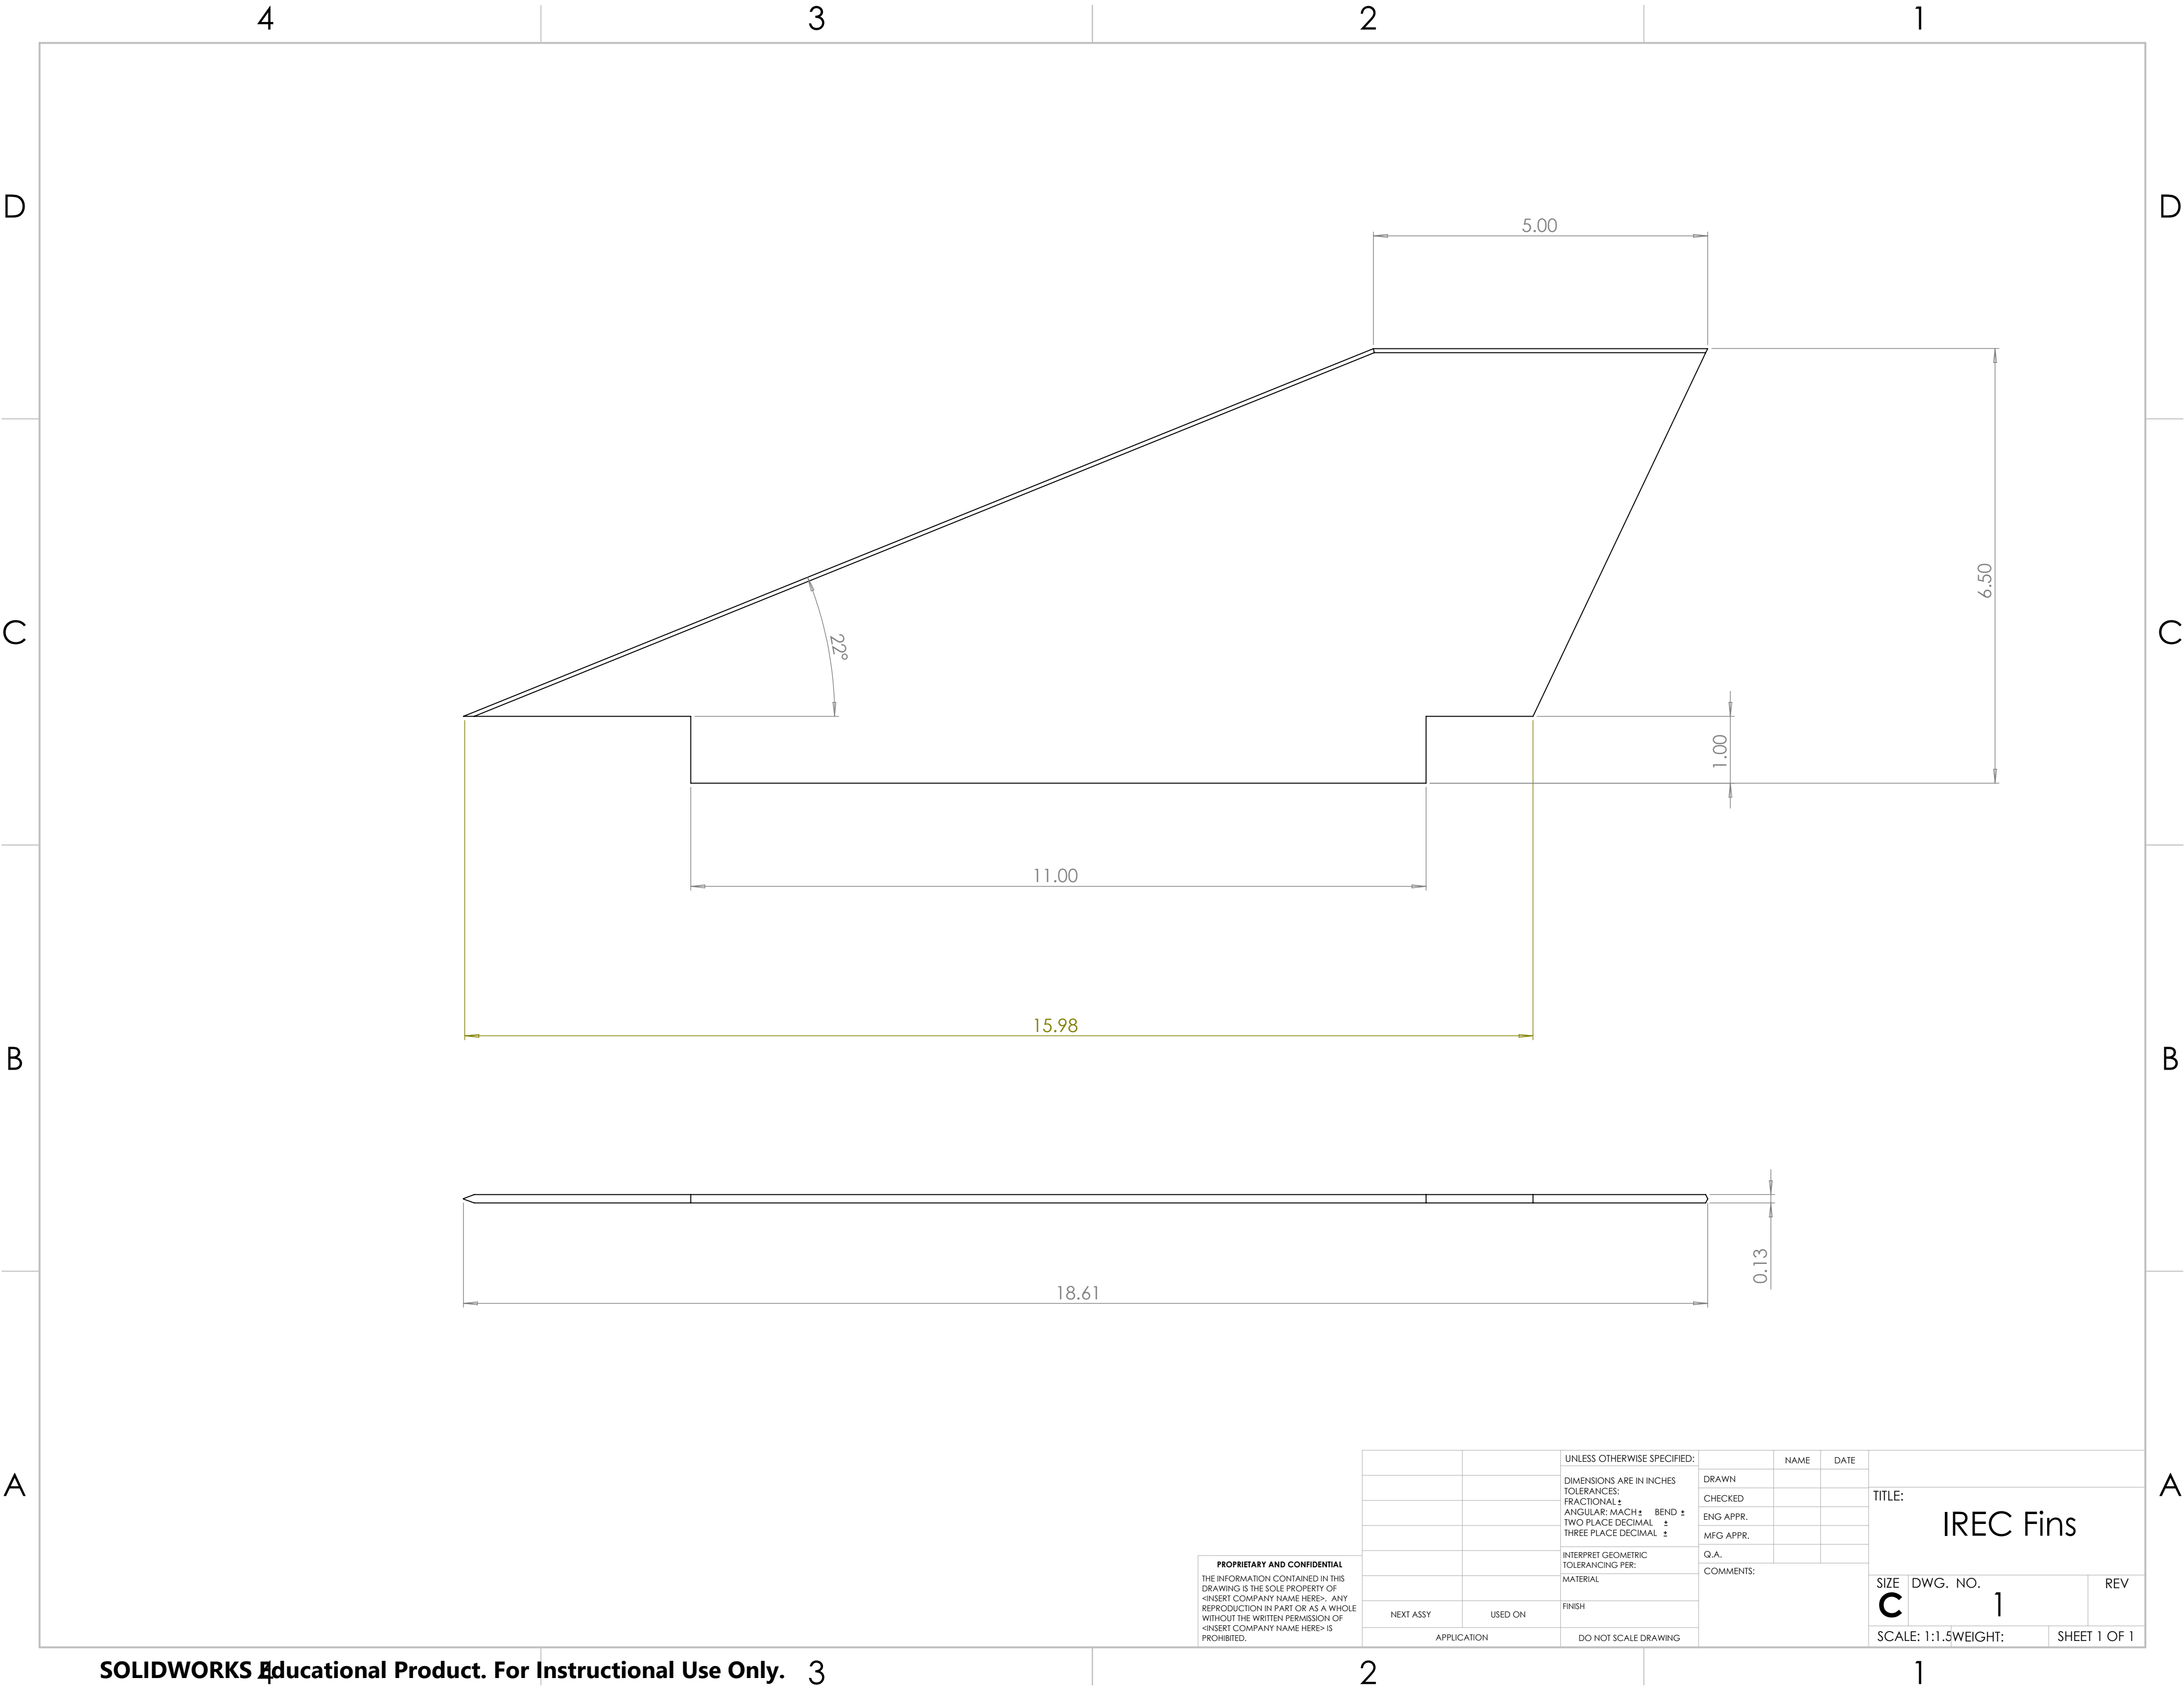 4 3 2 1
D D
5.00
6.50
C C
22°
1.00
11.00
15.98
B B
0.13
18.61
A A
UNLESS OTHERWISE SPECIFIED:
DIMENSIONS ARE IN INCHES
TOLERANCES:
FRACTIONAL ±
ANGULAR: MACH ± BEND ±
TWO PLACE DECIMAL ±
THREE PLACE DECIMAL ±
INTERPRET GEOMETRIC
TOLERANCING PER:
MATERIAL
FINISH
DO NOT SCALE DRAWING
NAME DATE
DRAWN
CHECKED
ENG APPR.
MFG APPR.
Q.A.
COMMENTS:
TITLE:
IREC Fins
SIZE DWG. NO. REV
C 1
SCALE: 1:1.5 WEIGHT: SHEET 1 OF 1
PROPRIETARY AND CONFIDENTIAL
THE INFORMATION CONTAINED IN THIS
DRAWING IS THE SOLE PROPERTY OF
<INSERT COMPANY NAME HERE>. ANY
REPRODUCTION IN PART OR AS A WHOLE
WITHOUT THE WRITTEN PERMISSION OF
<INSERT COMPANY NAME HERE> IS
PROHIBITED.
NEXT ASSY USED ON
APPLICATION
SOLIDWORKS Educational Product. For Instructional Use Only.
4 3 2 1